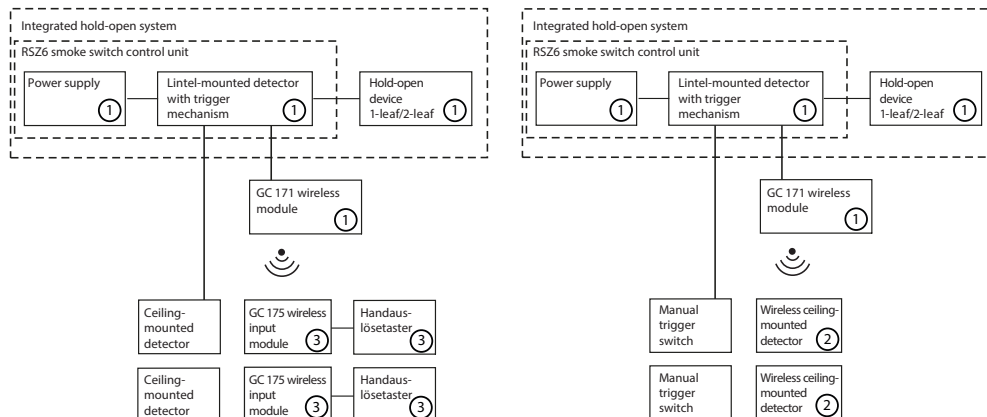 Integrated hold-open system
RSZ6 smoke switch control unit
Power supply
1
Lintel-mounted detector
with trigger
mechanism
1
Hold-open
device
1-leaf/2-leaf
1
GC 171 wireless
module
1
Ceiling-
mounted
detector
GC 175 wireless
input
module
3
Handaus-
lösetaster
3
Ceiling-
mounted
detector
GC 175 wireless
input
module
3
Handaus-
lösetaster
3
Integrated hold-open system
RSZ6 smoke switch control unit
Power supply
1
Lintel-mounted detector
with trigger
mechanism
1
Hold-open
device
1-leaf/2-leaf
1
GC 171 wireless
module
1
Manual
trigger
switch
Wireless ceiling-
mounted
detector
2
Manual
trigger
switch
Wireless ceiling-
mounted
detector
2